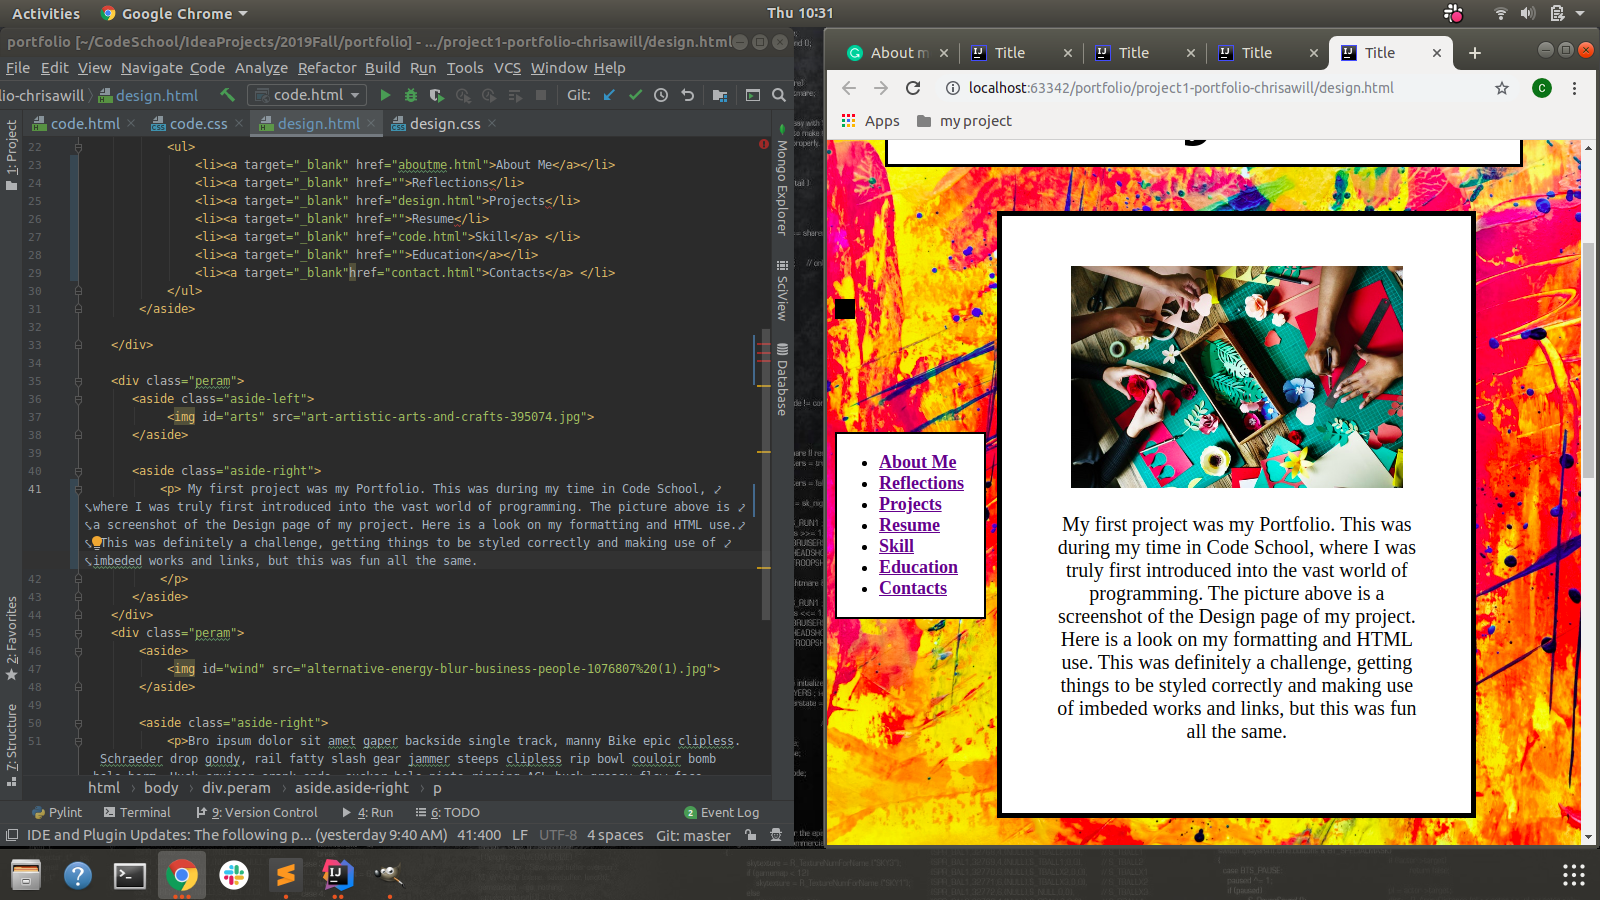 Activities
Google Chrome
Thu 10:31
portfolio [~/CodeSchool/IdeaProjects/2019Fall/portfolio] - .../project1-portfolio-chrisawill/design.html
File Edit View Navigate Code Analyze Refactor Build Run Tools VCS Window Help
lio-chrisawill design.html code.html Git:
code.html code.css design.html design.css
1: Project
2: Favorites
7: Structure
Mongo Explorer
SciView
Database
22 <ul>
23 <li><a target="_blank" href="aboutme.html">About Me</a></li>
24 <li><a target="_blank" href="">Reflections</li>
25 <li><a target="_blank" href="design.html">Projects</li>
26 <li><a target="_blank" href="">Resume</li>
27 <li><a target="_blank" href="code.html">Skill</a> </li>
28 <li><a target="_blank" href="">Education</a></li>
29 <li><a target="_blank"href="contact.html">Contacts</a> </li>
30 </ul>
31 </aside>
32
33 </div>
34
35 <div class="peram">
36 <aside class="aside-left">
37 <img id="arts" src="art-artistic-arts-and-crafts-395074.jpg">
38 </aside>
39
40 <aside class="aside-right">
41 <p> My first project was my Portfolio. This was during my time in Code School,
where I was truly first introduced into the vast world of programming. The picture above is
a screenshot of the Design page of my project. Here is a look on my formatting and HTML use.
This was definitely a challenge, getting things to be styled correctly and making use of
imbeded works and links, but this was fun all the same.
42 </p>
43 </aside>
44 </div>
45 <div class="peram">
46 <aside>
47 <img id="wind" src="alternative-energy-blur-business-people-1076807%20(1).jpg">
48 </aside>
49
50 <aside class="aside-right">
51 <p>Bro ipsum dolor sit amet gaper backside single track, manny Bike epic clipless.
Schraeder drop gondy, rail fatty slash gear jammer steeps clipless rip bowl couloir bomb
html body div.peram aside.aside-right p
Pylint Terminal 9: Version Control 4: Run 6: TODO 2 Event Log
IDE and Plugin Updates: The following p... (yesterday 9:40 AM) 41:400 LF UTF-8 4 spaces Git: master
About m Title Title Title Title
localhost:63342/portfolio/project1-portfolio-chrisawill/design.html
C
Apps my project
About Me
Reflections
Projects
Resume
Skill
Education
Contacts
My first project was my Portfolio. This was
during my time in Code School, where I was
truly first introduced into the vast world of
programming. The picture above is a
screenshot of the Design page of my project.
Here is a look on my formatting and HTML
use. This was definitely a challenge, getting
things to be styled correctly and making use
of imbeded works and links, but this was fun
all the same.